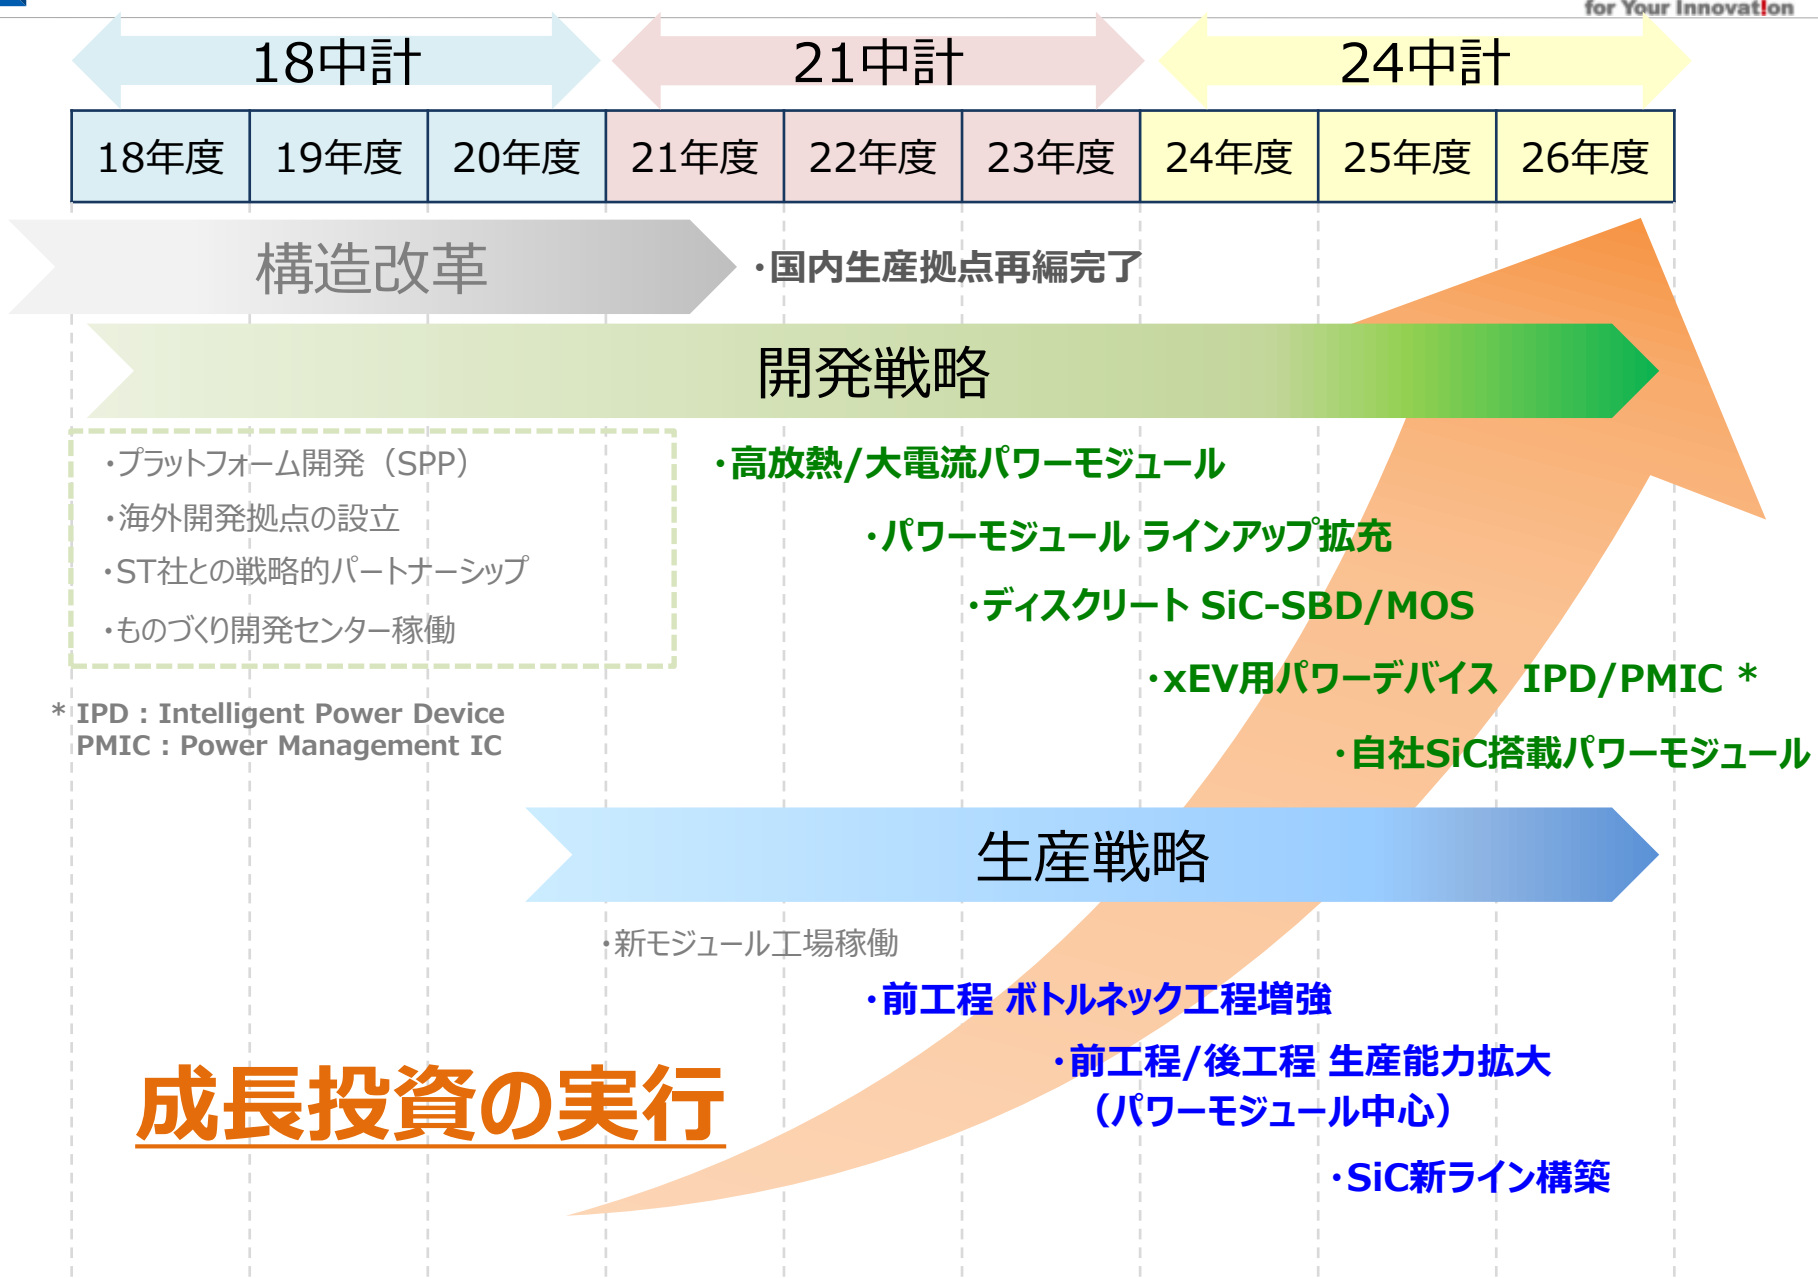 for Your Innovat!on
18中計
21中計
24中計
18年度
19年度
20年度
21年度
22年度
23年度
24年度
25年度
26年度
構造改革
・国内生産拠点再編完了
開発戦略
・プラットフォーム開発（SPP）
・海外開発拠点の設立
・ST社との戦略的パートナーシップ
・ものづくり開発センター稼働
・高放熱/大電流パワーモジュール
・パワーモジュール ラインアップ拡充
・ディスクリート SiC-SBD/MOS
・xEV用パワーデバイス IPD/PMIC *
・自社SiC搭載パワーモジュール
* IPD : Intelligent Power Device
PMIC : Power Management IC
生産戦略
・新モジュール工場稼働
・前工程 ボトルネック工程増強
・前工程/後工程 生産能力拡大
（パワーモジュール中心）
・SiC新ライン構築
成長投資の実行